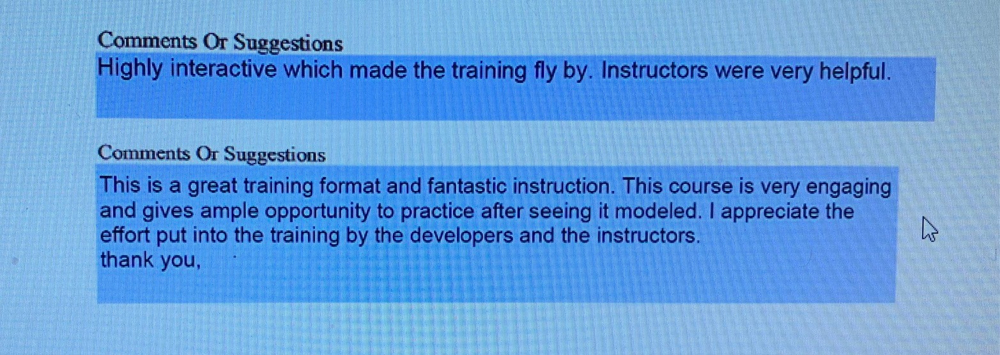 Comments Or Suggestions
Highly interactive which made the training fly by. Instructors were very helpful.
Comments Or Suggestions
This is a great training format and fantastic instruction. This course is very engaging
and gives ample opportunity to practice after seeing it modeled. I appreciate the
effort put into the training by the developers and the instructors.
thank you,